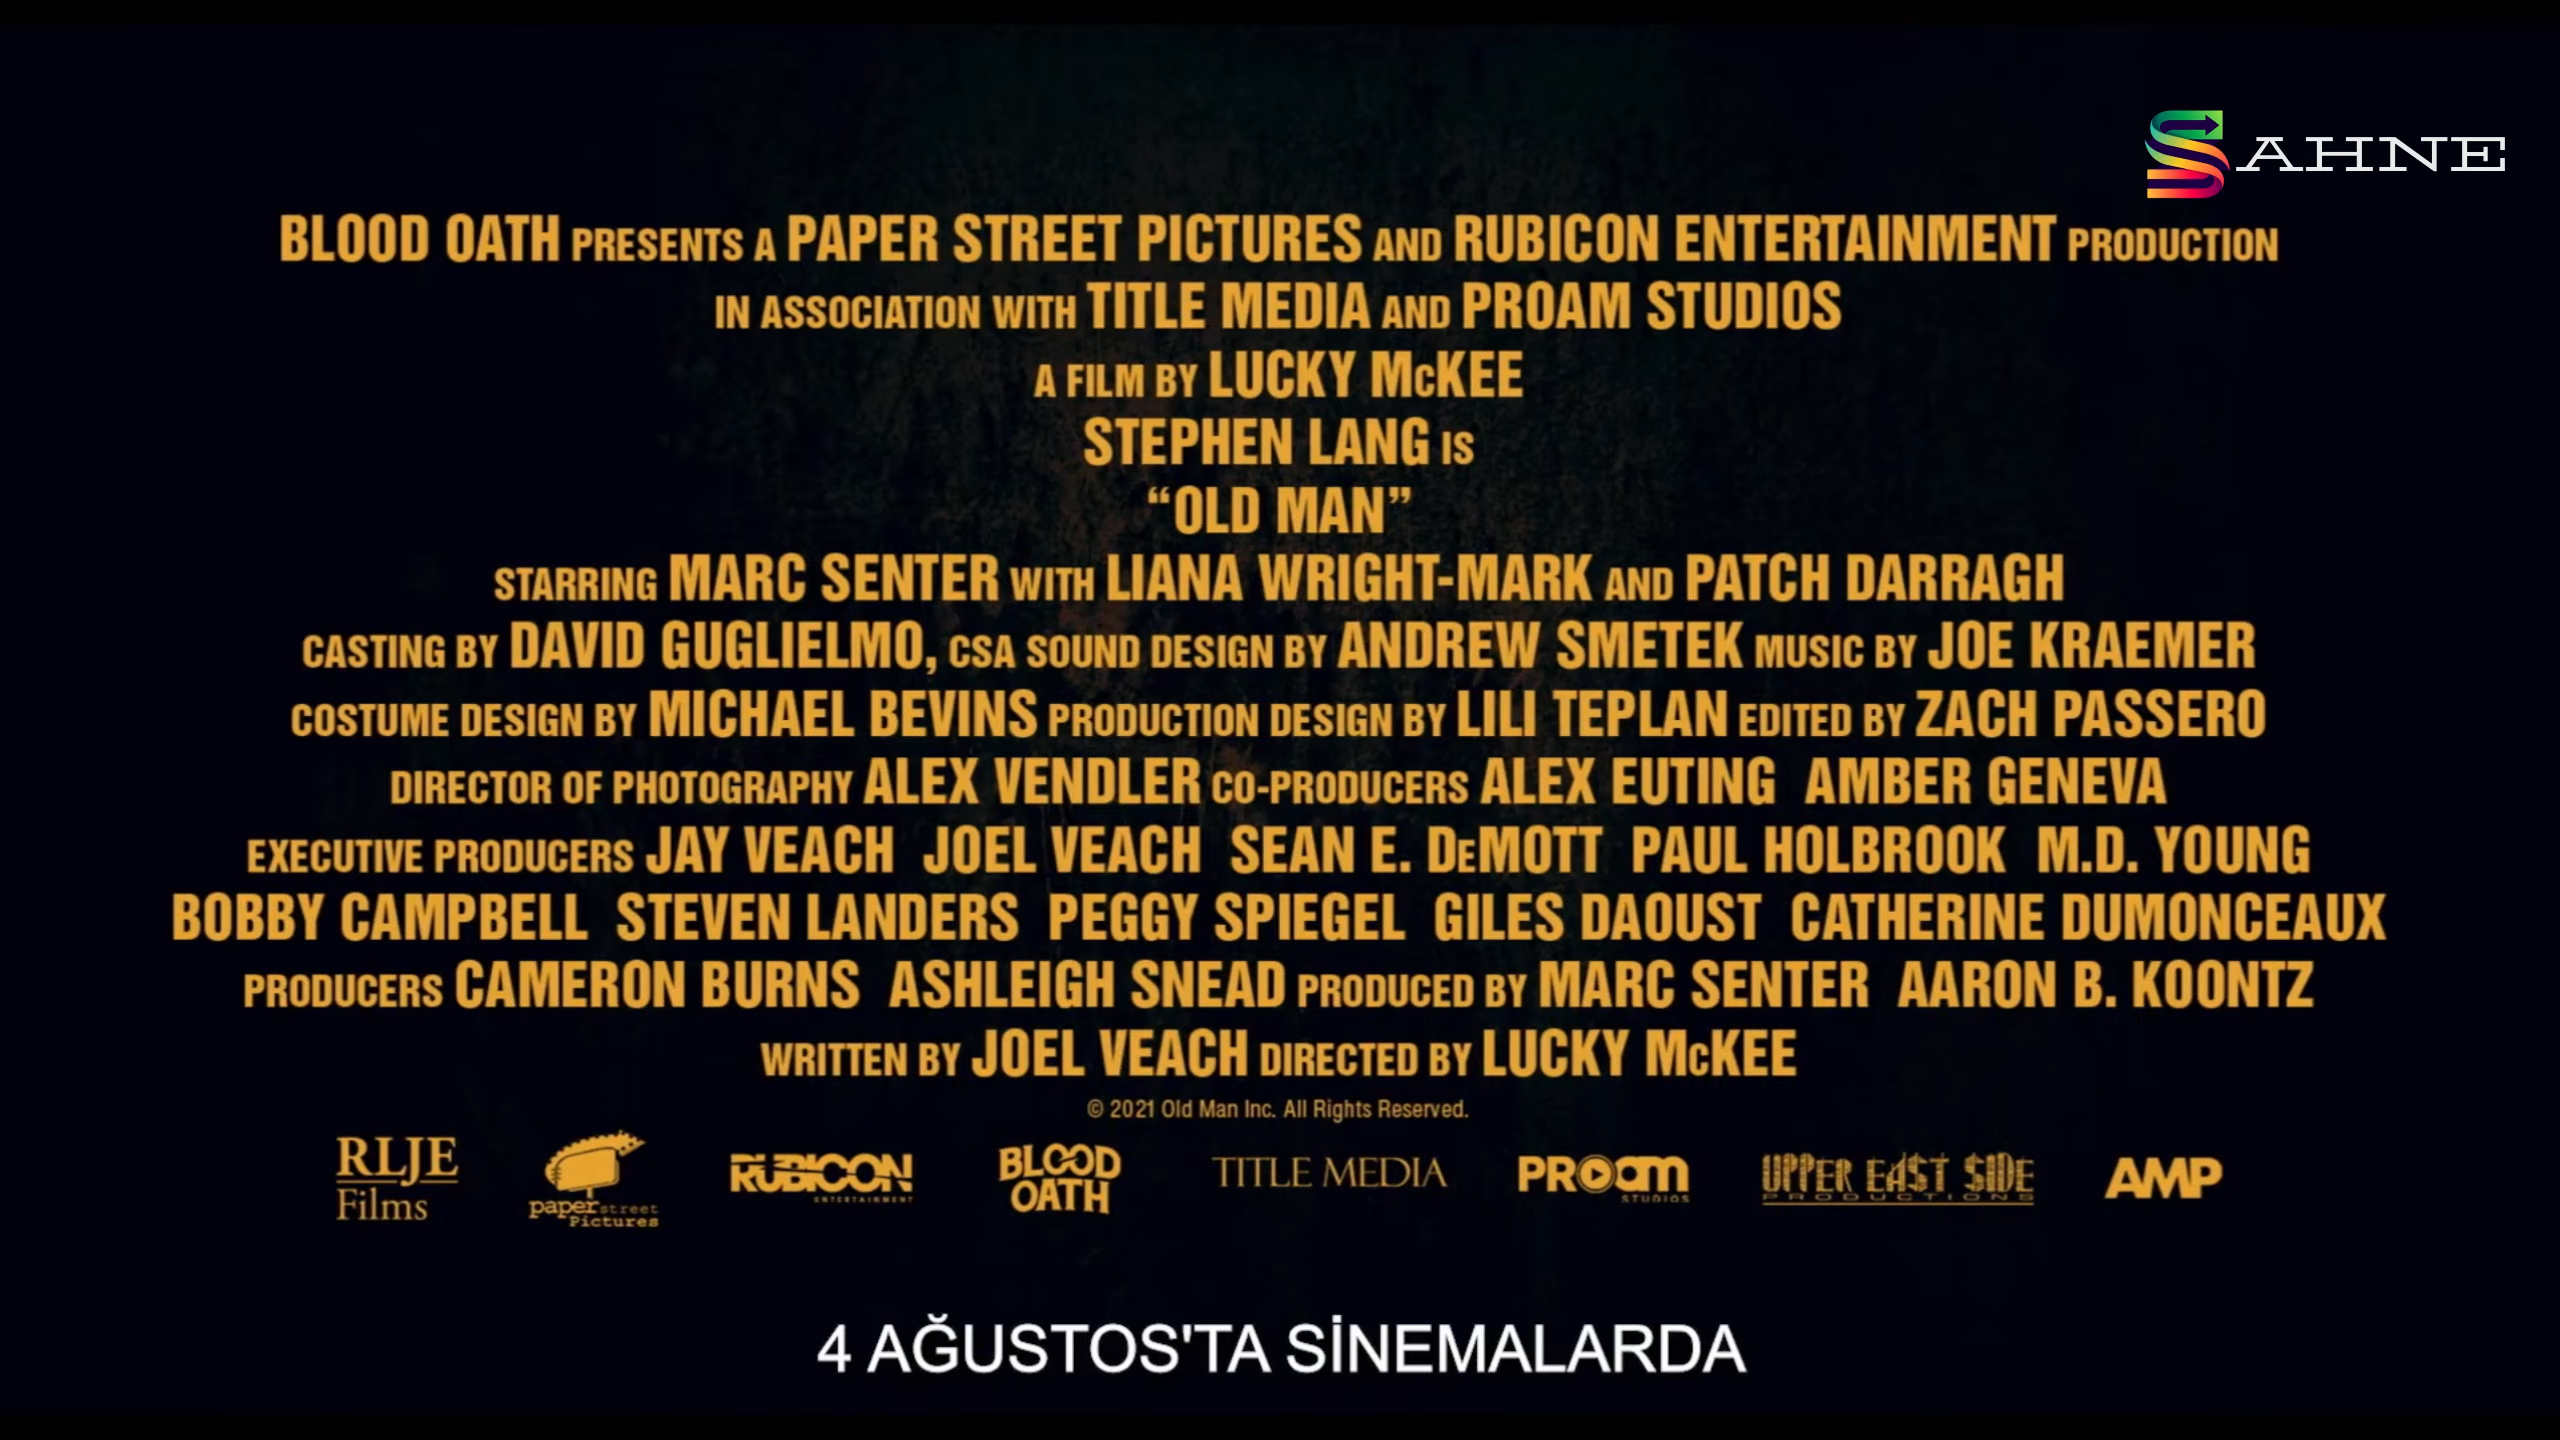 SAHNE
BLOOD OATH PRESENTS A PAPER STREET PICTURES AND RUBICON ENTERTAINMENT PRODUCTION
IN ASSOCIATION WITH TITLE MEDIA AND PROAM STUDIOS
A FILM BY LUCKY McKEE
STEPHEN LANG IS
“OLD MAN”
STARRING MARC SENTER WITH LIANA WRIGHT-MARK AND PATCH DARRAGH
CASTING BY DAVID GUGLIELMO, CSA SOUND DESIGN BY ANDREW SMETEK MUSIC BY JOE KRAEMER
COSTUME DESIGN BY MICHAEL BEVINS PRODUCTION DESIGN BY LILI TEPLAN EDITED BY ZACH PASSERO
DIRECTOR OF PHOTOGRAPHY ALEX VENDLER CO-PRODUCERS ALEX EUTING AMBER GENEVA
EXECUTIVE PRODUCERS JAY VEACH JOEL VEACH SEAN E. DeMOTT PAUL HOLBROOK M.D. YOUNG
BOBBY CAMPBELL STEVEN LANDERS PEGGY SPIEGEL GILES DAOUST CATHERINE DUMONCEAUX
PRODUCERS CAMERON BURNS ASHLEIGH SNEAD PRODUCED BY MARC SENTER AARON B. KOONTZ
WRITTEN BY JOEL VEACH DIRECTED BY LUCKY McKEE
© 2021 Old Man Inc. All Rights Reserved.
RLJE Films
paper street Pictures
RUBICON ENTERTAINMENT
BLOOD OATH
TITLE MEDIA
PROam STUDIOS
UPPER EAST SIDE PRODUCTIONS
AMP
4 AĞUSTOS'TA SİNEMALARDA